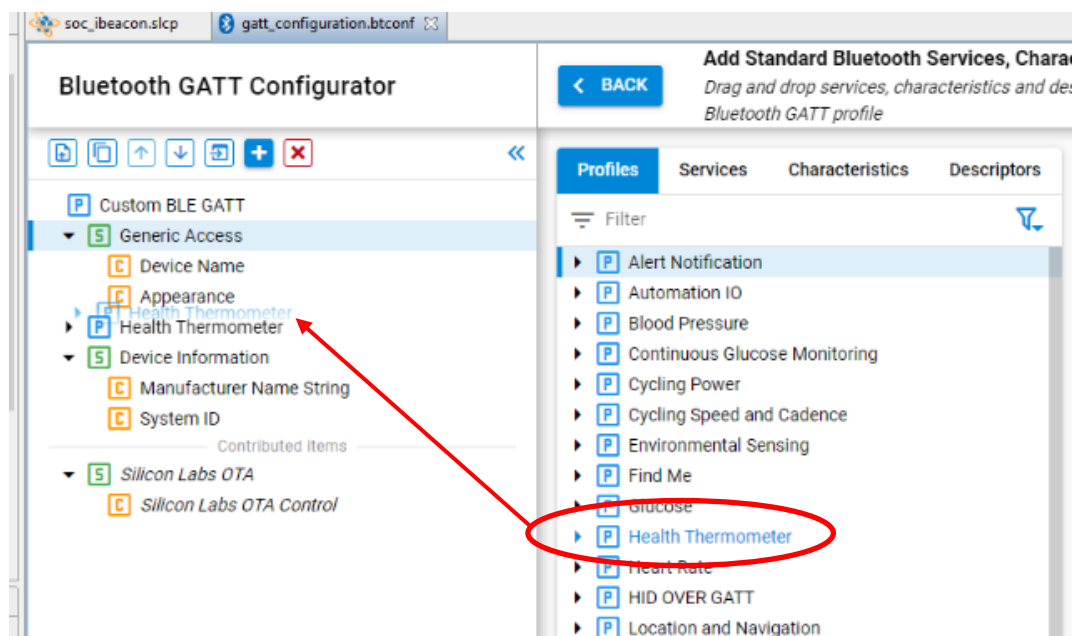 soc_ibeacon.slcp
gatt_configuration.btconf
Bluetooth GATT Configurator
Custom BLE GATT
S Generic Access
C Device Name
C Appearance
P Health Thermometer
P Health Thermometer
S Device Information
C Manufacturer Name String
C System ID
Contributed Items
S Silicon Labs OTA
C Silicon Labs OTA Control
BACK
Add Standard Bluetooth Services, Chara
Drag and drop services, characteristics and des
Bluetooth GATT profile
Profiles Services Characteristics Descriptors
Filter
P Alert Notification
P Automation IO
P Blood Pressure
P Continuous Glucose Monitoring
P Cycling Power
P Cycling Speed and Cadence
P Environmental Sensing
P Find Me
P Glucose
P Health Thermometer
P Heart Rate
P HID OVER GATT
P Location and Navigation